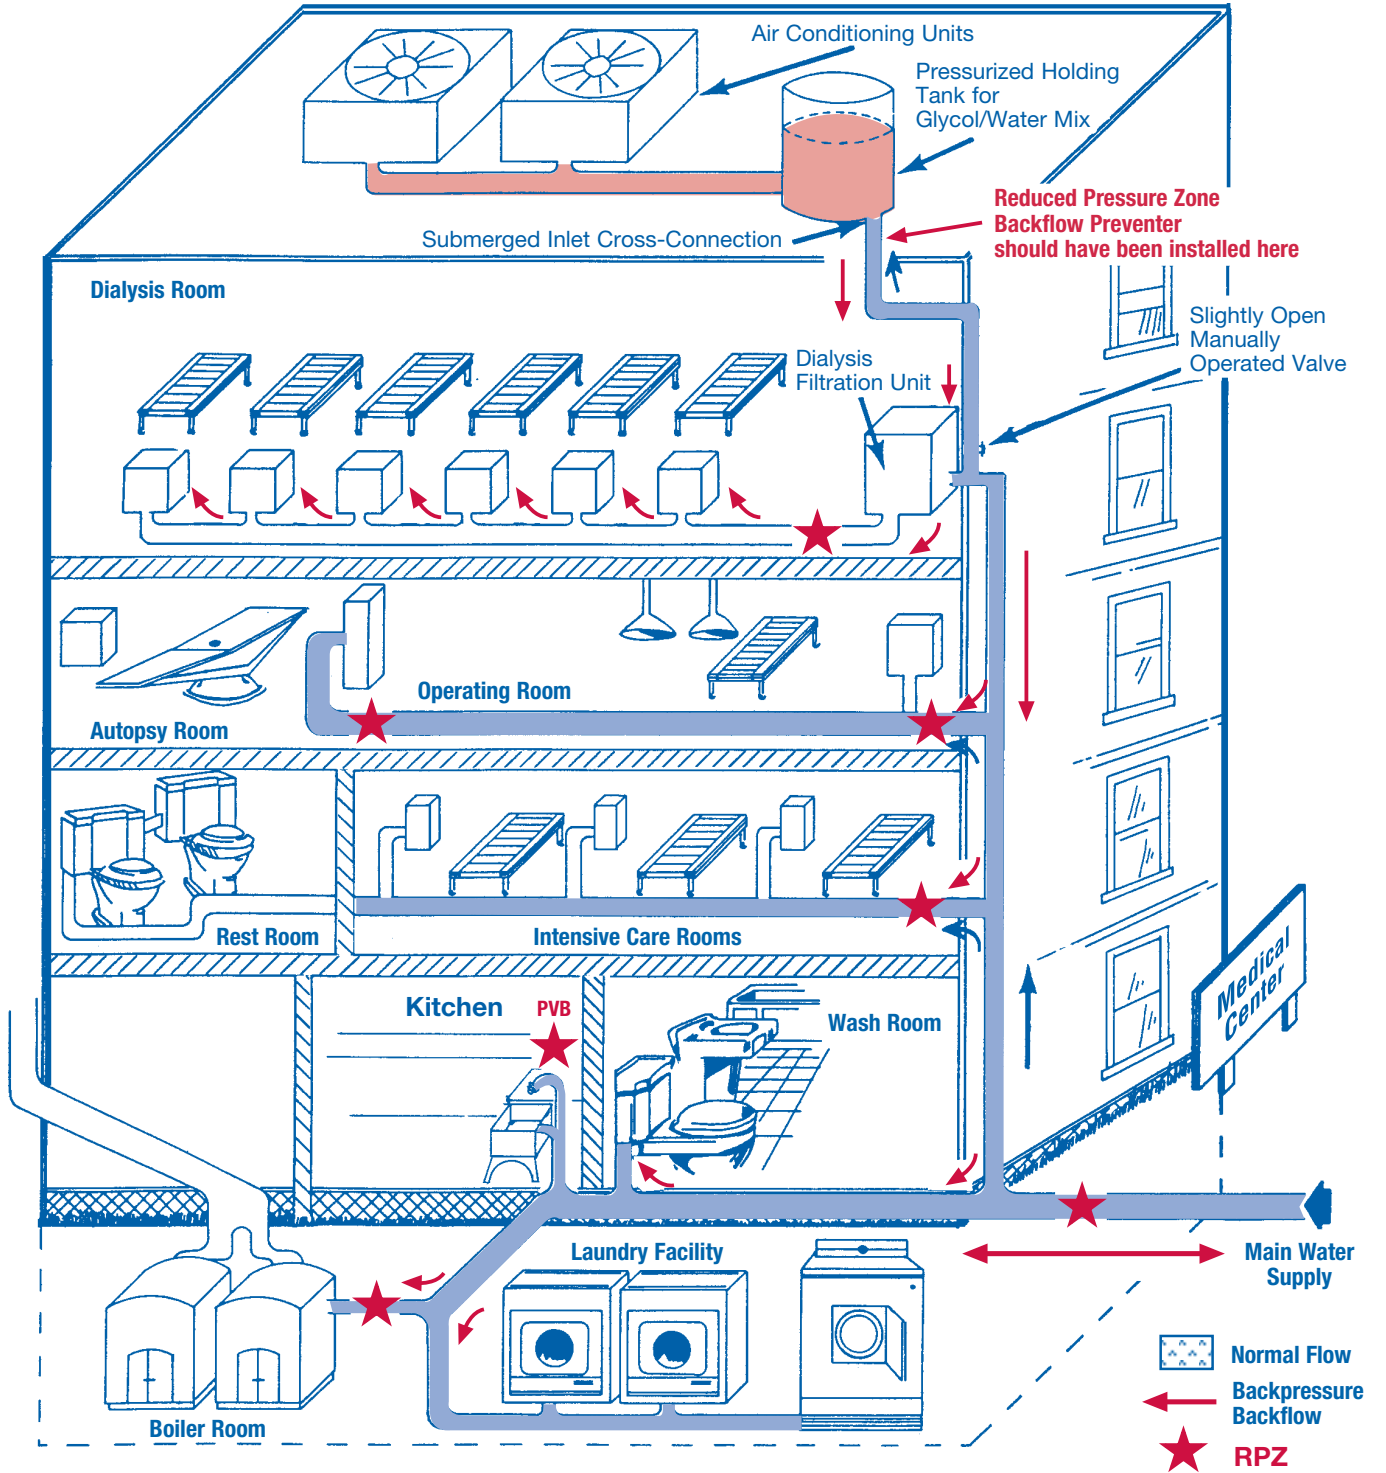 Air Conditioning Units
Pressurized Holding
Tank for
Glycol/Water Mix
Reduced Pressure Zone
Backflow Preventer
should have been installed here
Submerged Inlet Cross-Connection
Dialysis Room
Slightly Open
Manually
Operated Valve
Dialysis
Filtration Unit
Operating Room
Autopsy Room
Rest Room
Intensive Care Rooms
Medical
Center
Kitchen
PVB
Wash Room
Laundry Facility
Main Water
Supply
Boiler Room
Normal Flow
Backpressure
Backflow
RPZ